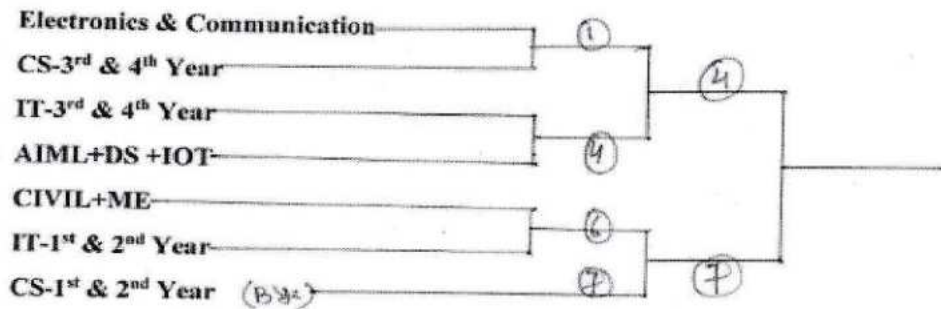 Electronics & Communication
①
CS-3rd & 4th Year
④
IT-3rd & 4th Year
④
AIML+DS +IOT
CIVIL+ME
⑥
IT-1st & 2nd Year
⑦
CS-1st & 2nd Year (Bye)
⑦